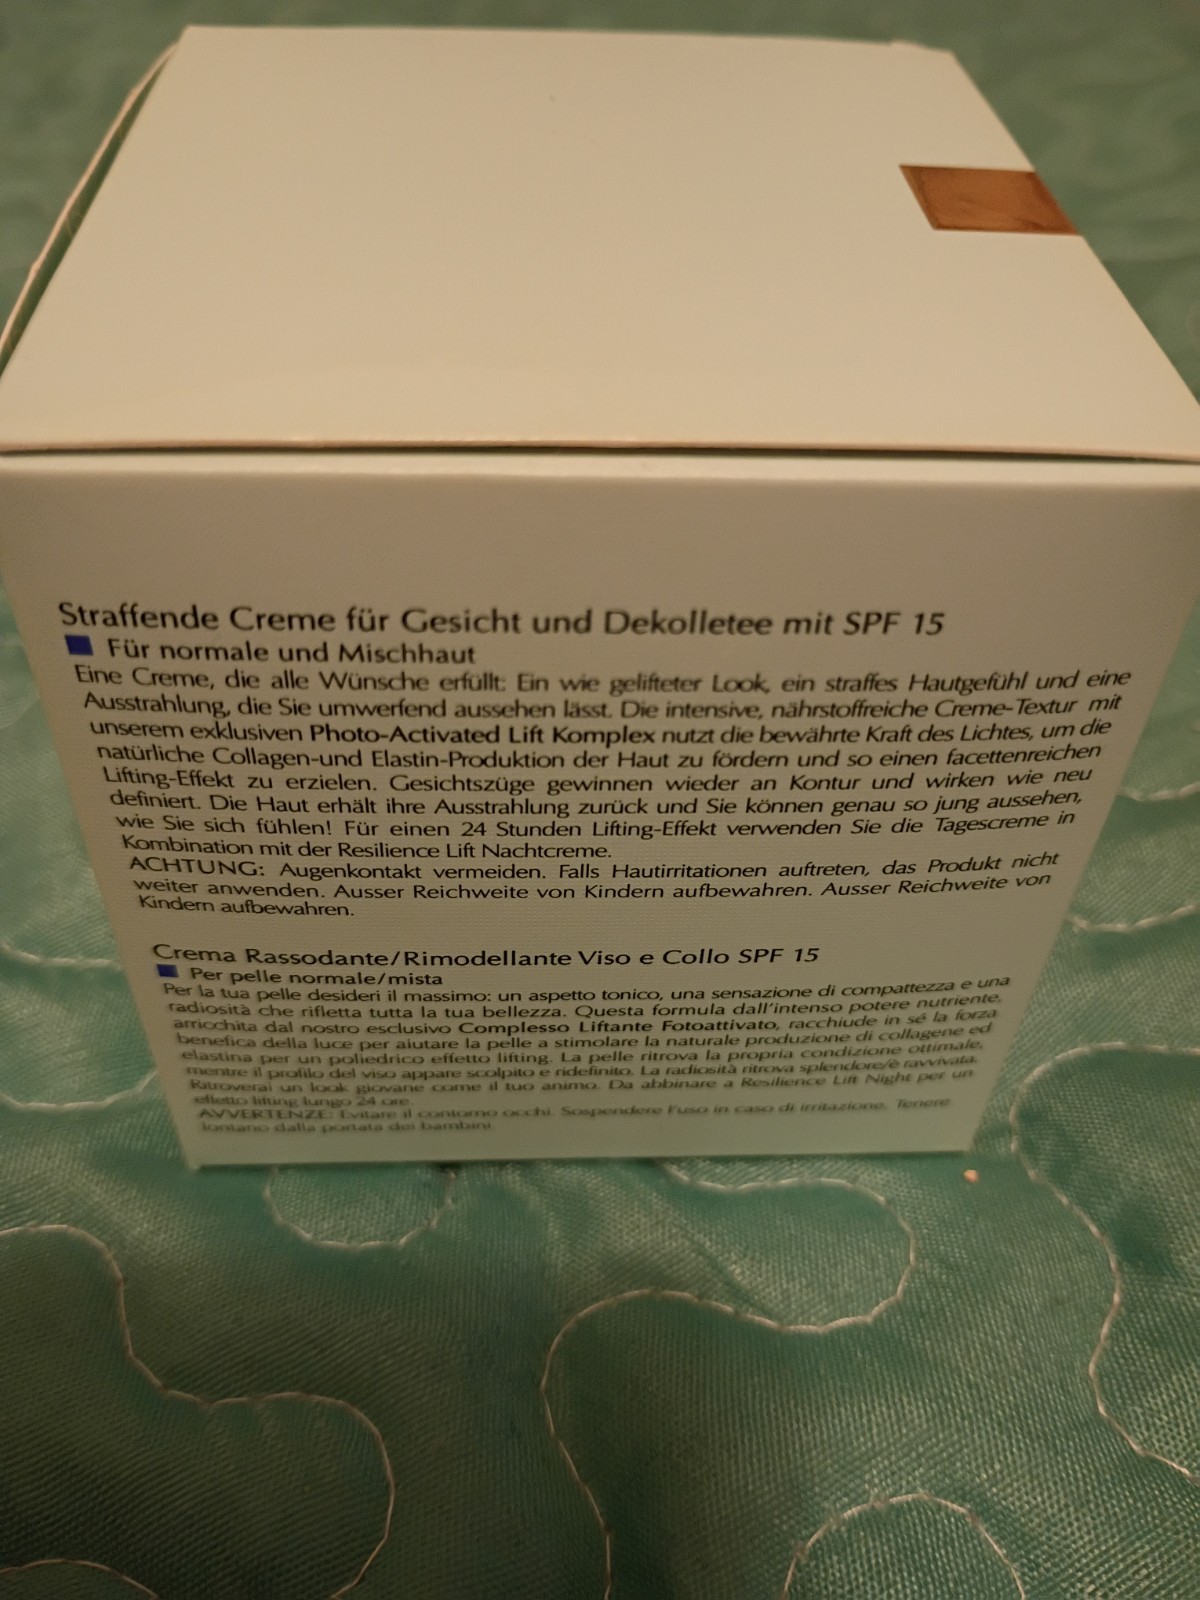 Straffende Creme für Gesicht und Dekolletee mit SPF 15
Für normale und Mischhaut
Eine Creme, die alle Wünsche erfüllt: Ein wie gelifteter Look, ein straffes Hautgefühl und eine
Ausstrahlung, die Sie umwerfend aussehen lässt. Die intensive, nährstoffreiche Creme-Textur mit
unserem exklusiven Photo-Activated Lift Komplex nutzt die bewährte Kraft des Lichtes, um die
natürliche Collagen-und Elastin-Produktion der Haut zu fördern und so einen facettenreichen
Lifting-Effekt zu erzielen. Gesichtszüge gewinnen wieder an Kontur und wirken wie neu
definiert. Die Haut erhält ihre Ausstrahlung zurück und Sie können genau so jung aussehen,
wie Sie sich fühlen! Für einen 24 Stunden Lifting-Effekt verwenden Sie die Tagescreme in
Kombination mit der Resilience Lift Nachtcreme.
ACHTUNG: Augenkontakt vermeiden. Falls Hautirritationen auftreten, das Produkt nicht
weiter anwenden. Ausser Reichweite von Kindern aufbewahren. Ausser Reichweite von
Kindern aufbewahren.
Crema Rassodante/Rimodellante Viso e Collo SPF 15
Per pelle normale/mista
Per la tua pelle desideri il massimo: un aspetto tonico, una sensazione di compattezza e una
radiosità che rifletta tutta la tua bellezza. Questa formula dall'intenso potere nutriente,
arricchita dal nostro esclusivo Complesso Liftante Fotoattivato, racchiude in sé la forza
benefica della luce per aiutare la pelle a stimolare la naturale produzione di collagene ed
elastina per un poliedrico effetto lifting. La pelle ritrova la propria condizione ottimale,
mentre il profilo del viso appare scolpito e ridefinito. La radiosità ritrova splendore/è ravvivata.
Ritroverai un look giovane come il tuo animo. Da abbinare a Resilience Lift Night per un
effetto lifting lungo 24 ore.
AVVERTENZE: Evitare il contorno occhi. Sospendere l'uso in caso di irritazione. Tenere
lontano dalla portata dei bambini.